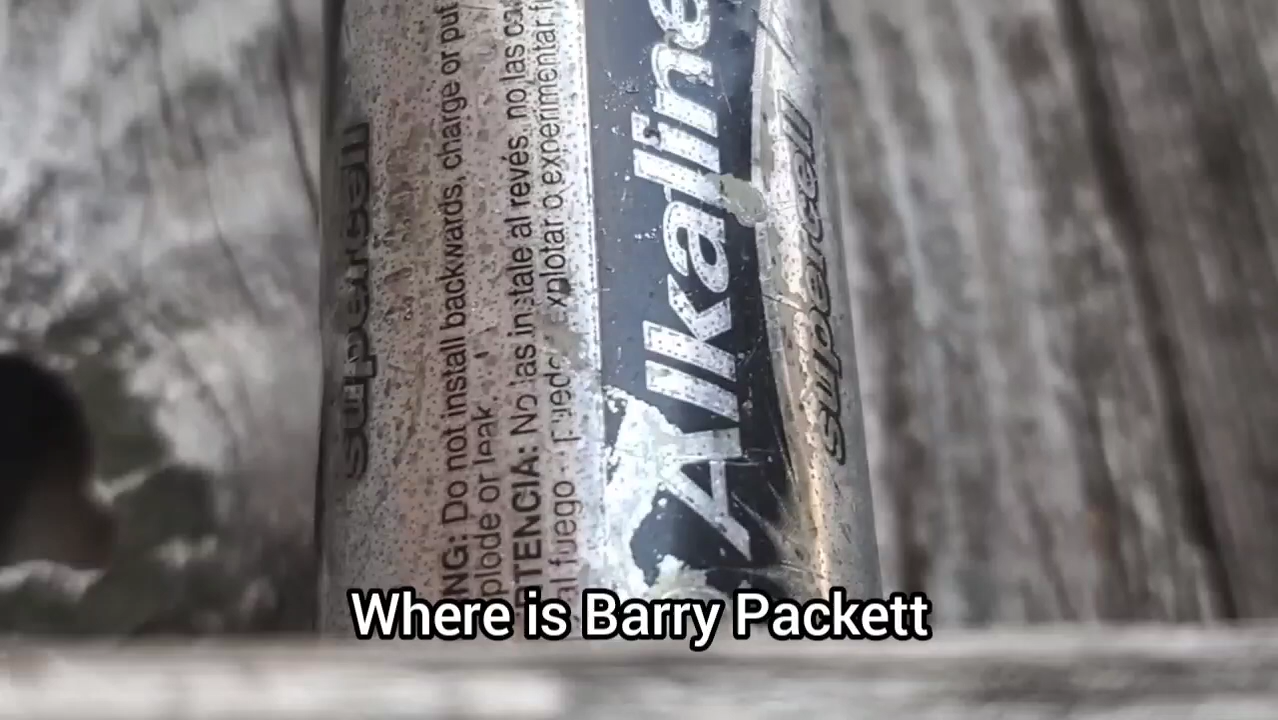 supercell
NG: Do not install backwards, charge or put
plode or leak
TENCIA: No las instale al revés, no las ca
al fuego - Puede explotar o experimentar f
Alkaline
supercell
Where is Barry Packett